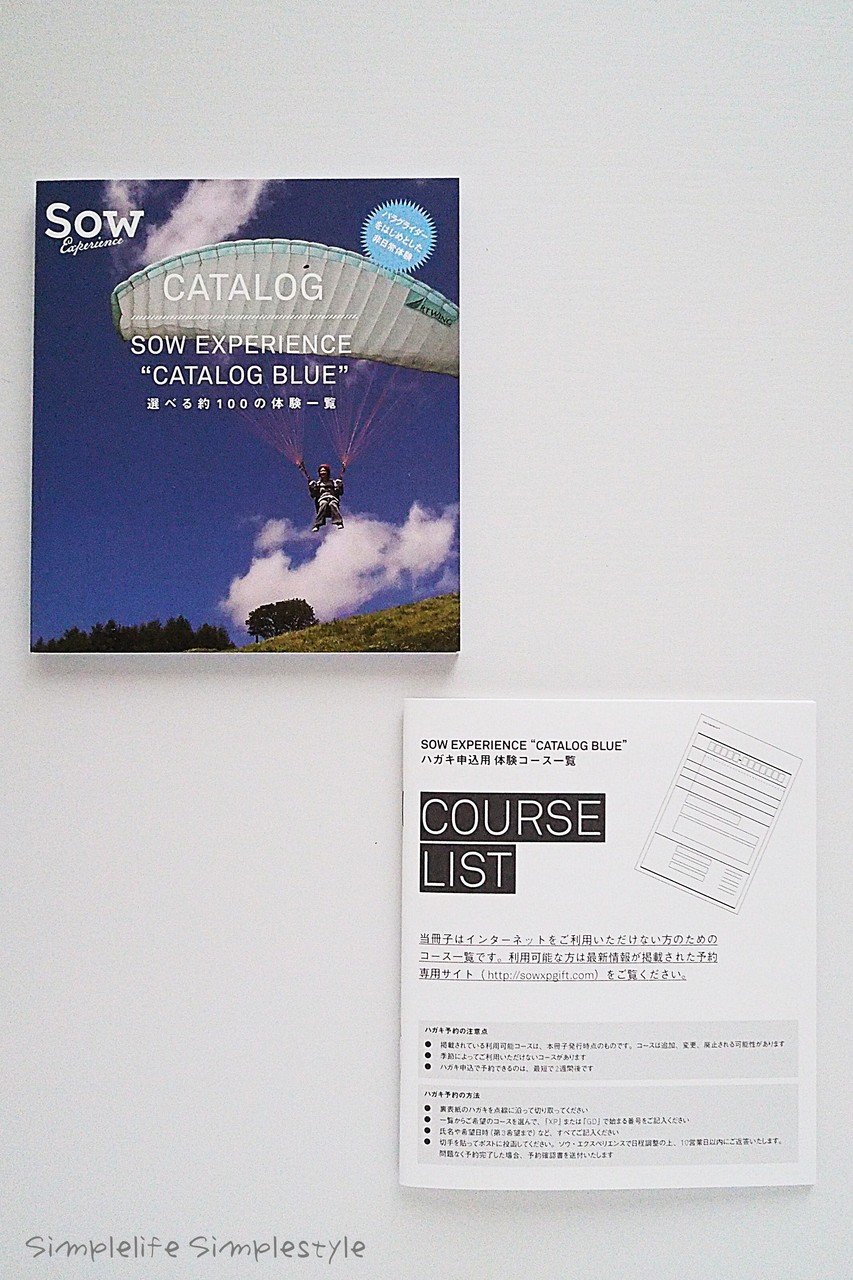 Sow
Experience
パラグライダー
をはじめとした
非日常体験
CATALOG
ARTWING
SOW EXPERIENCE
“CATALOG BLUE”
選べる約100の体験一覧
SOW EXPERIENCE “CATALOG BLUE”
ハガキ申込用 体験コース一覧
COURSE
LIST
当冊子はインターネットをご利用いただけない方のための
コース一覧です。利用可能な方は最新情報が掲載された予約
専用サイト（http://sowxpgift.com）をご覧ください。
ハガキ予約の注意点
● 掲載されている利用可能コースは、本冊子発行時点のものです。コースは追加、変更、廃止される可能性があります
● 季節によってご利用いただけないコースがあります
● ハガキ申込で予約できるのは、最短で2週間後です
ハガキ予約の方法
● 裏表紙のハガキを点線に沿って切り取ってください
● 一覧からご希望のコースを選んで、「XP」または「GD」で始まる番号をご記入ください
● 氏名や希望日時（第3希望まで）など、すべてご記入ください
● 切手を貼ってポストに投函してください。ソウ・エクスペリエンスで日程調整の上、10営業日以内にご返答いたします。
問題なく予約完了した場合、予約確認書を送付いたします
Simplelife Simplestyle